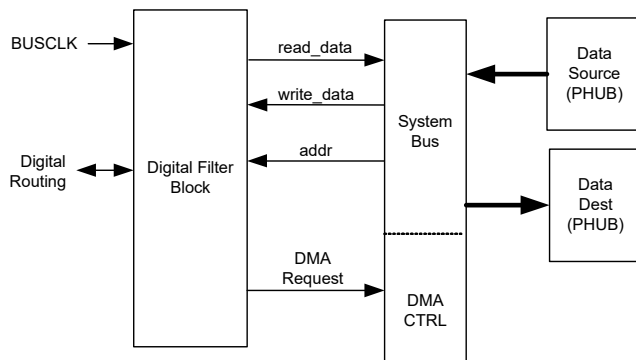 BUSCLK
Digital
Routing
Digital Filter
Block
read_data
write_data
addr
DMA
Request
System
Bus
DMA
CTRL
Data
Source
(PHUB)
Data
Dest
(PHUB)